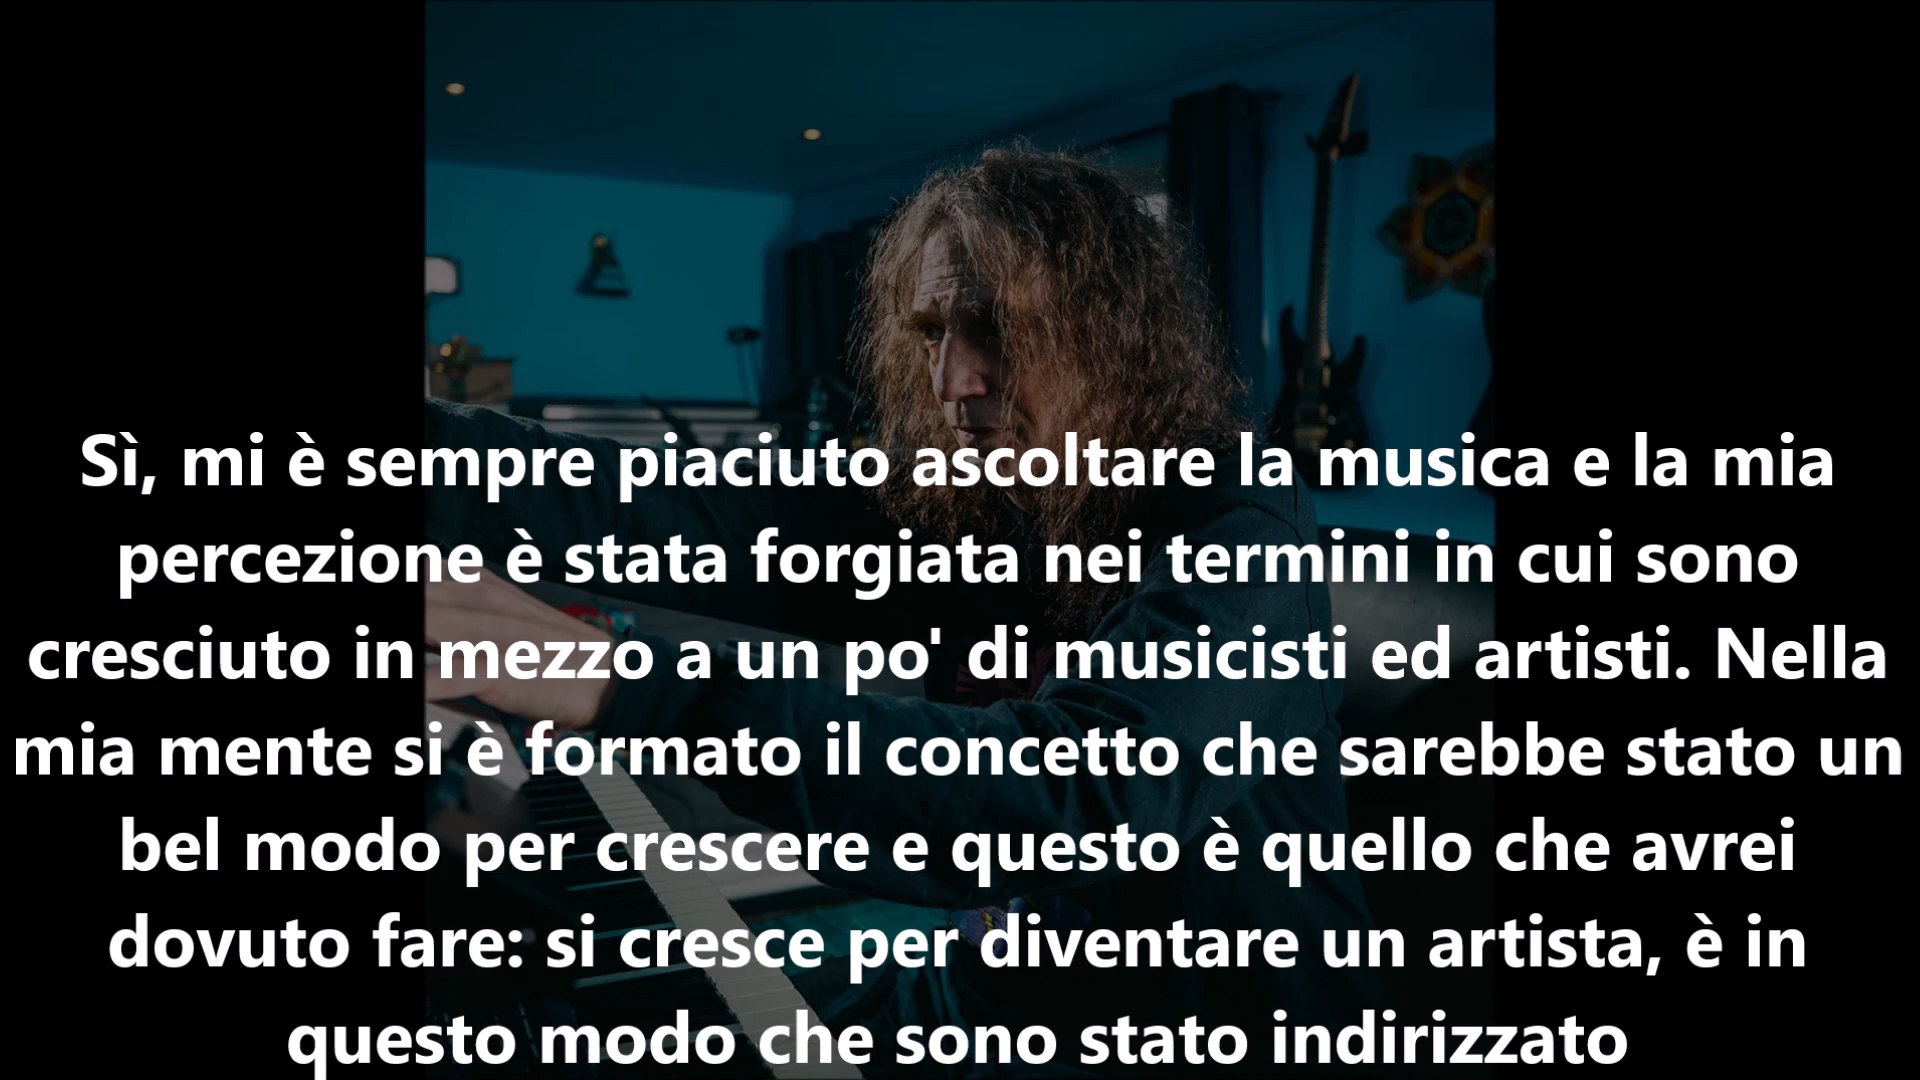 Sì, mi è sempre piaciuto ascoltare la musica e la mia
percezione è stata forgiata nei termini in cui sono
cresciuto in mezzo a un po' di musicisti ed artisti. Nella
mia mente si è formato il concetto che sarebbe stato un
bel modo per crescere e questo è quello che avrei
dovuto fare: si cresce per diventare un artista, è in
questo modo che sono stato indirizzato